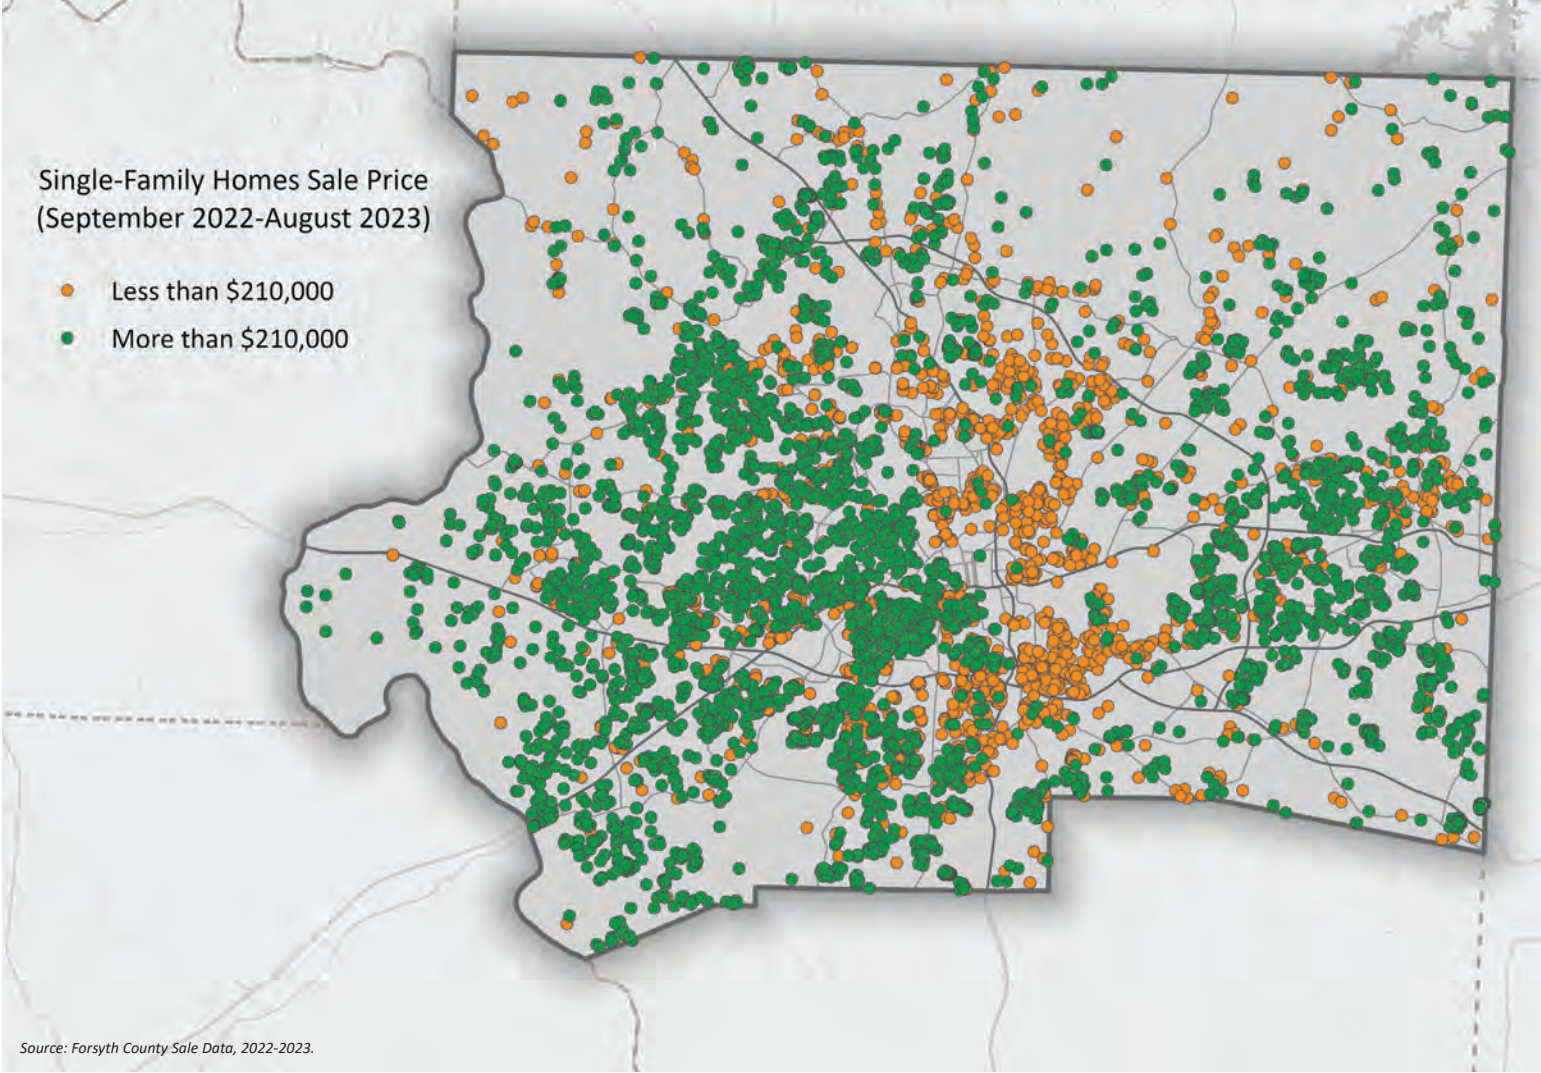 Single-Family Homes Sale Price
(September 2022-August 2023)
Less than $210,000
More than $210,000
Source: Forsyth County Sale Data, 2022-2023.